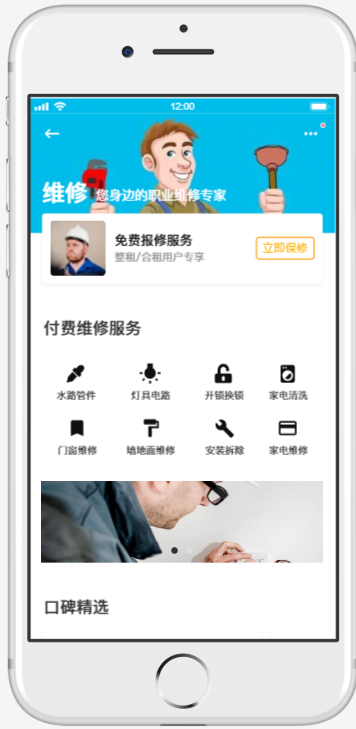 12:00
维修 您身边的职业维修专家
免费报修服务
整租/合租用户专享
立即保修
付费维修服务
水路管件 灯具电路 开锁换锁 家电清洗
门窗维修 墙地面维修 安装拆除 家电维修
口碑精选